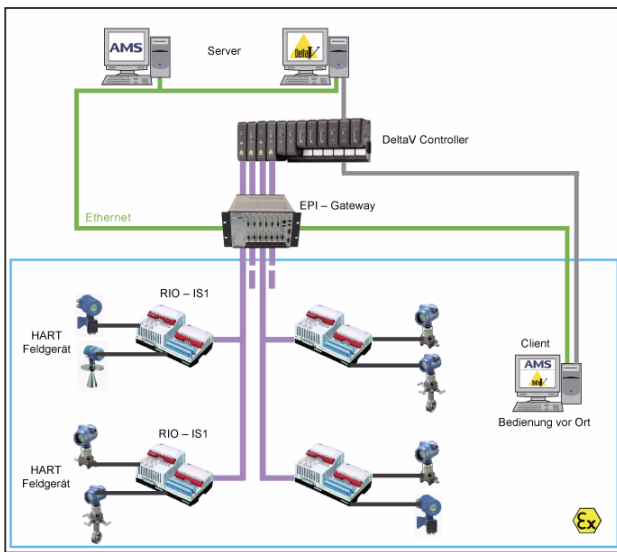 AMS
Server
DeltaV
DeltaV Controller
EPI – Gateway
Ethernet
RIO – IS1
HART
Feldgerät
Client
AMS
DeltaV
Bedienung vor Ort
RIO – IS1
HART
Feldgerät
Ex